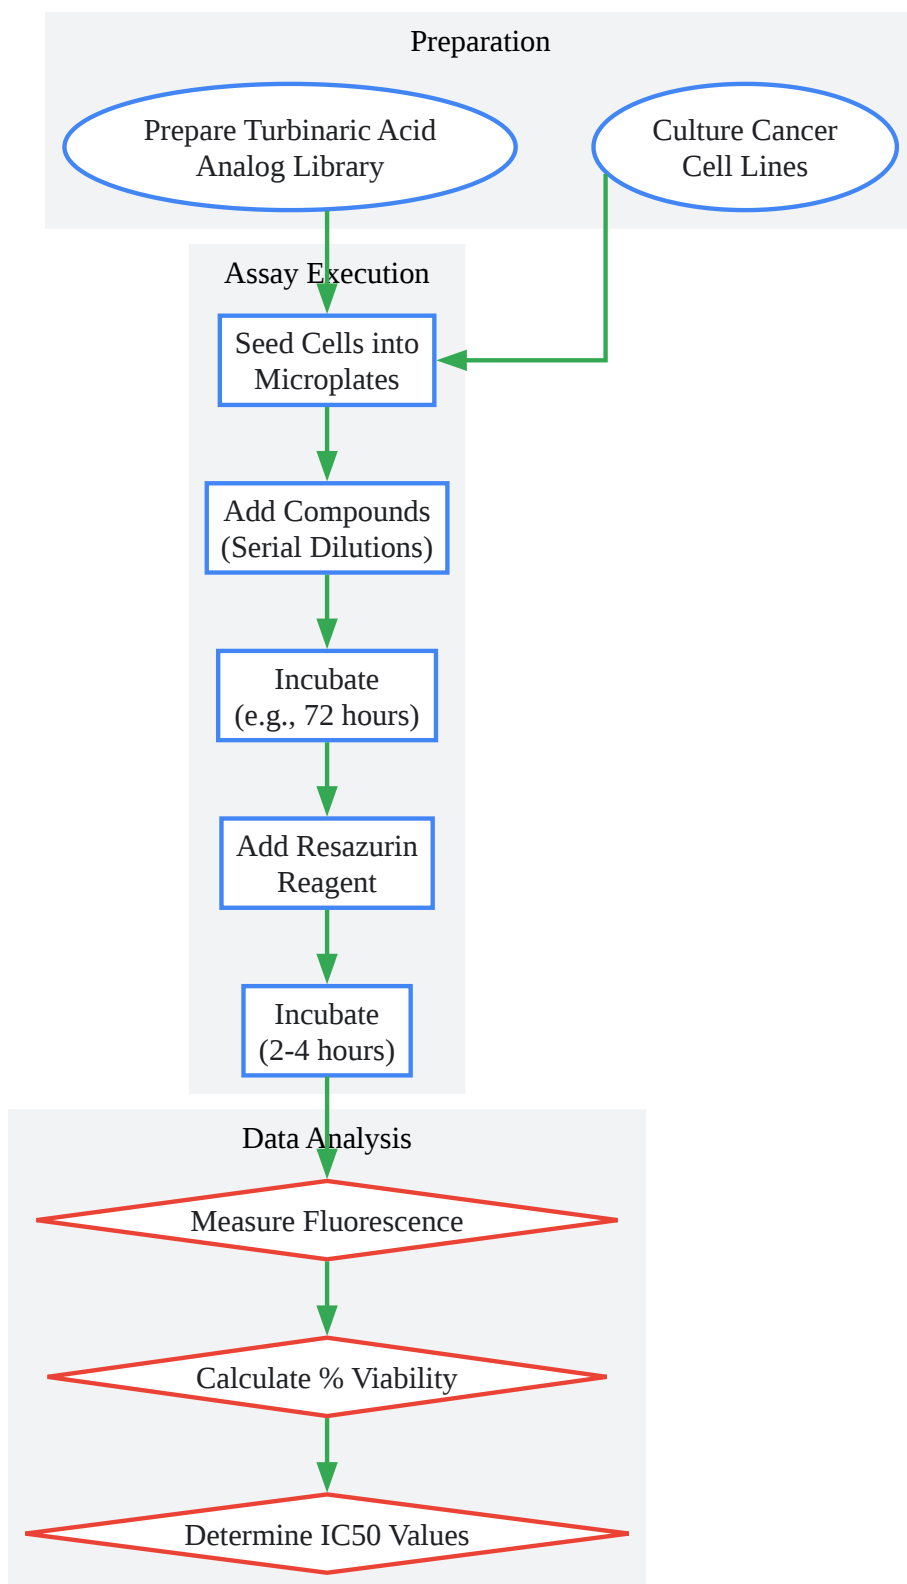 Preparation
Prepare Turbinaric Acid
Analog Library
Culture Cancer
Cell Lines
Assay Execution
Seed Cells into
Microplates
Add Compounds
(Serial Dilutions)
Incubate
(e.g., 72 hours)
Add Resazurin
Reagent
Incubate
(2-4 hours)
Data Analysis
Measure Fluorescence
Calculate % Viability
Determine IC50 Values